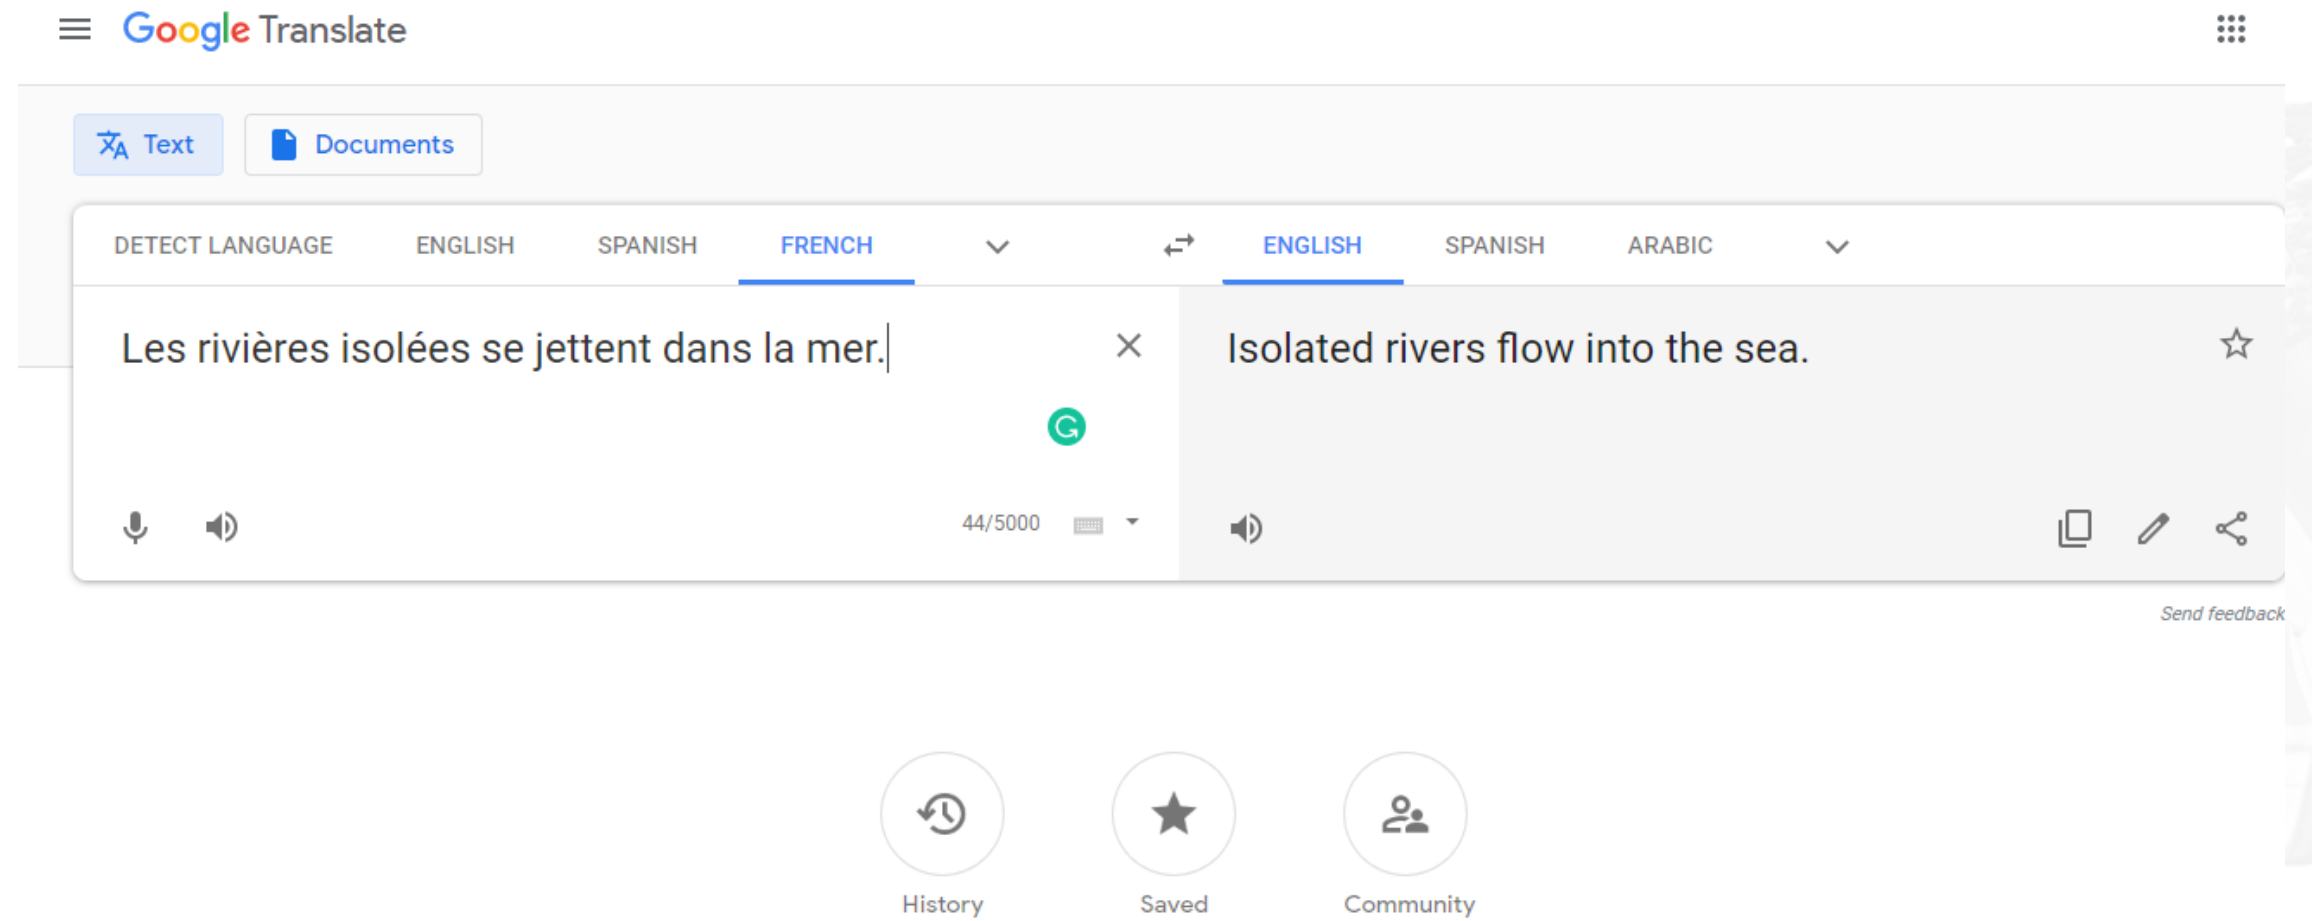 Google Translate
Text
Documents
DETECT LANGUAGE ENGLISH SPANISH FRENCH
ENGLISH SPANISH ARABIC
Les rivières isolées se jettent dans la mer.
Isolated rivers flow into the sea.
44/5000
Send feedback
History
Saved
Community